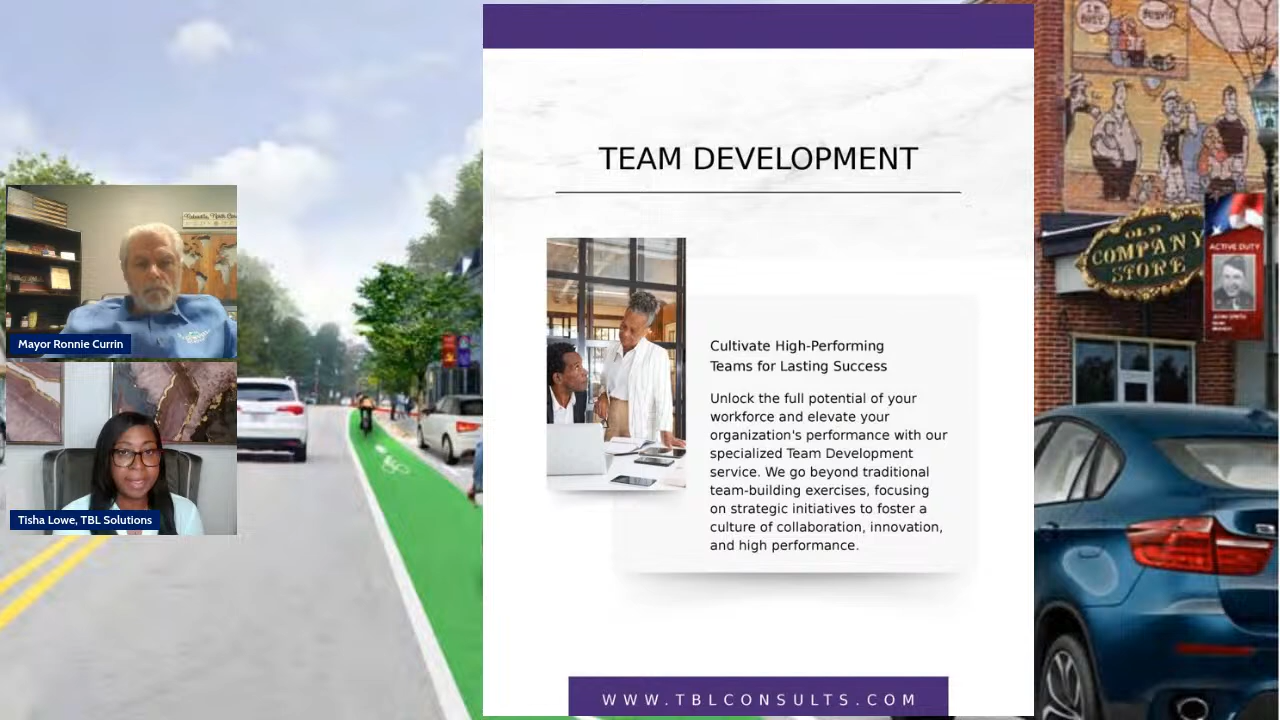 TEAM DEVELOPMENT
Cultivate High-Performing
Teams for Lasting Success
Unlock the full potential of your
workforce and elevate your
organization's performance with our
specialized Team Development
service. We go beyond traditional
team-building exercises, focusing
on strategic initiatives to foster a
culture of collaboration, innovation,
and high performance.
WWW.TBLCONSULTS.COM
Mayor Ronnie Currin
Tisha Lowe, TBL Solutions
OLD
COMPANY
STORE
ACTIVE DUTY